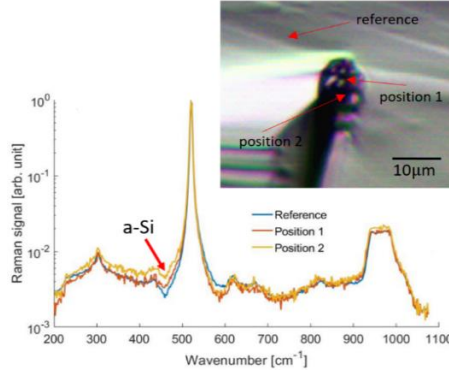 reference
position 1
position 2
10μm
10⁰
10⁻¹
10⁻²
10⁻³
Raman signal [arb. unit]
a-Si
Reference
Position 1
Position 2
200 300 400 500 600 700 800 900 1000 1100
Wavenumber [cm⁻¹]